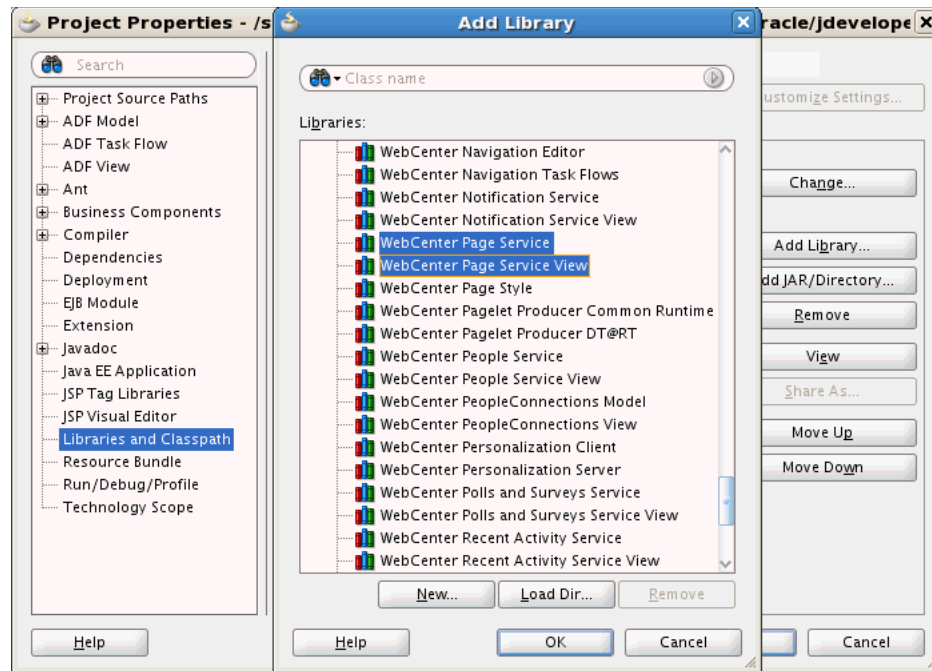 Project Properties - /s
Search
Project Source Paths
ADF Model
ADF Task Flow
ADF View
Ant
Business Components
Compiler
Dependencies
Deployment
EJB Module
Extension
Javadoc
Java EE Application
JSP Tag Libraries
JSP Visual Editor
Libraries and Classpath
Resource Bundle
Run/Debug/Profile
Technology Scope
Help
Add Library
Class name
Libraries:
WebCenter Navigation Editor
WebCenter Navigation Task Flows
WebCenter Notification Service
WebCenter Notification Service View
WebCenter Page Service
WebCenter Page Service View
WebCenter Page Style
WebCenter Pagelet Producer Common Runtime
WebCenter Pagelet Producer DT@RT
WebCenter People Service
WebCenter People Service View
WebCenter PeopleConnections Model
WebCenter PeopleConnections View
WebCenter Personalization Client
WebCenter Personalization Server
WebCenter Polls and Surveys Service
WebCenter Polls and Surveys Service View
WebCenter Recent Activity Service
WebCenter Recent Activity Service View
New... Load Dir... Remove
Help OK Cancel
racle/jdevelope
ustomize Settings...
Change...
Add Library...
dd JAR/Directory...
Remove
View
Share As...
Move Up
Move Down
Cancel